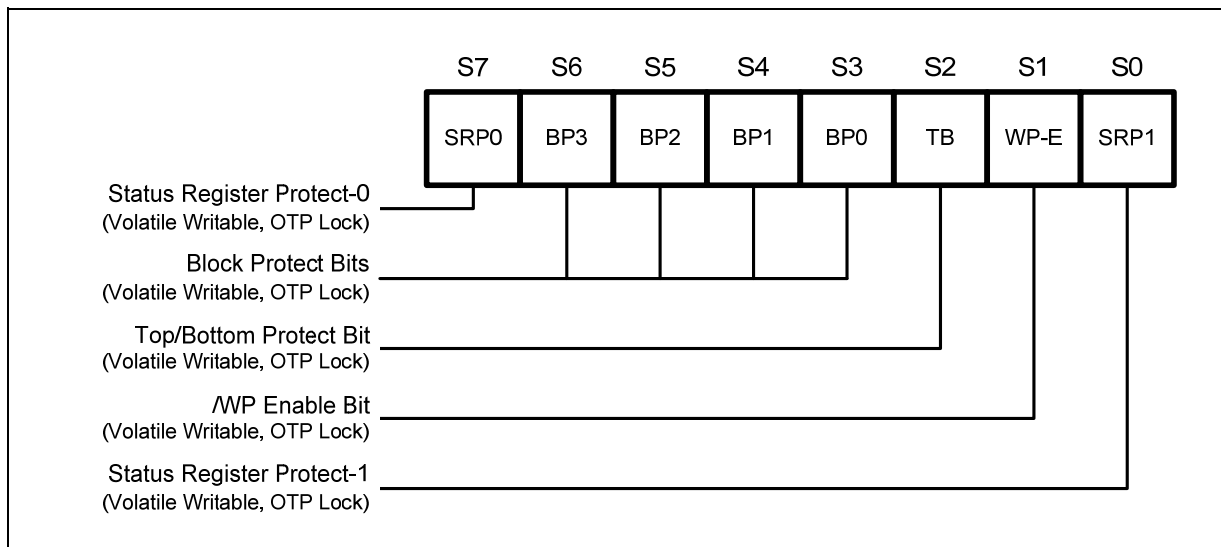 S7 S6 S5 S4 S3 S2 S1 S0
SRP0 BP3 BP2 BP1 BP0 TB WP-E SRP1
Status Register Protect-0
(Volatile Writable, OTP Lock)
Block Protect Bits
(Volatile Writable, OTP Lock)
Top/Bottom Protect Bit
(Volatile Writable, OTP Lock)
/WP Enable Bit
(Volatile Writable, OTP Lock)
Status Register Protect-1
(Volatile Writable, OTP Lock)